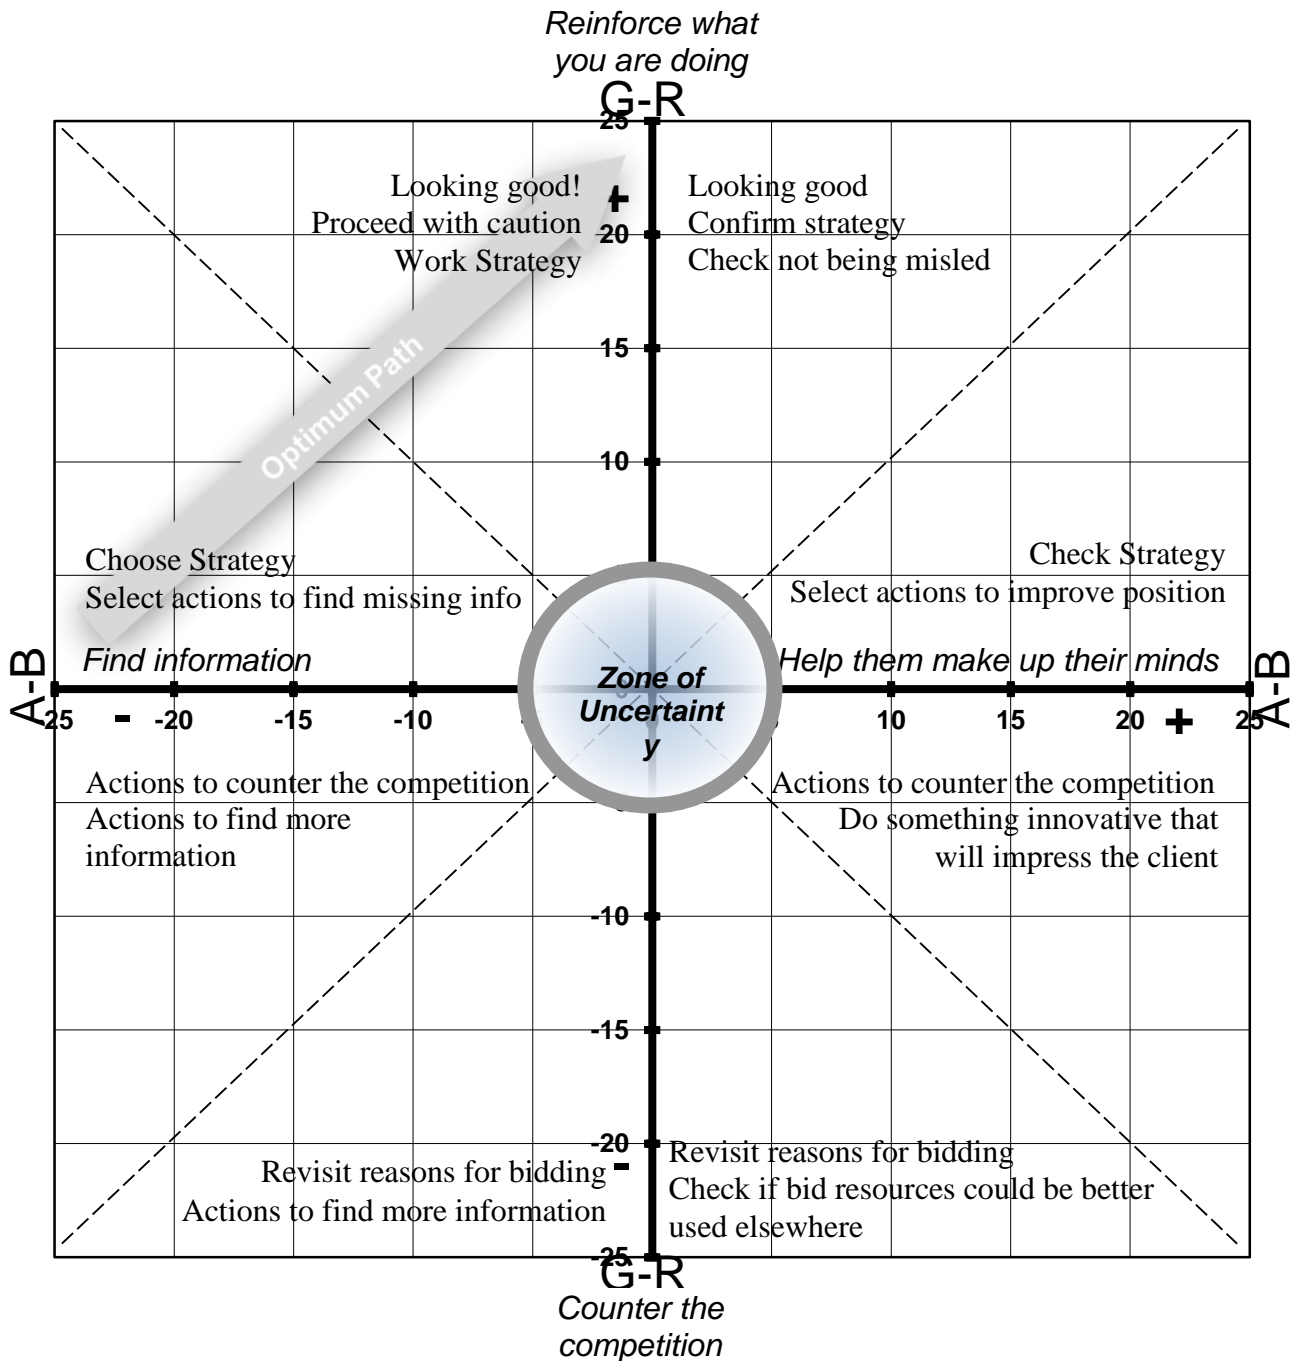 Reinforce what
you are doing
G-R
25
Looking good!
Proceed with caution
Work Strategy
+
Looking good
Confirm strategy
Check not being misled
20
15
Optimum Path
10
Choose Strategy
Select actions to find missing info
Check Strategy
Select actions to improve position
Find information
Help them make up their minds
A-B
A-B
Zone of
Uncertaint
y
-25
-
-20
-15
-10
10
15
20
+
25
Actions to counter the competition
Actions to find more
information
Actions to counter the competition
Do something innovative that
will impress the client
-10
-15
-20
Revisit reasons for bidding
-
Actions to find more information
Revisit reasons for bidding
Check if bid resources could be better
used elsewhere
-25
G-R
Counter the
competition